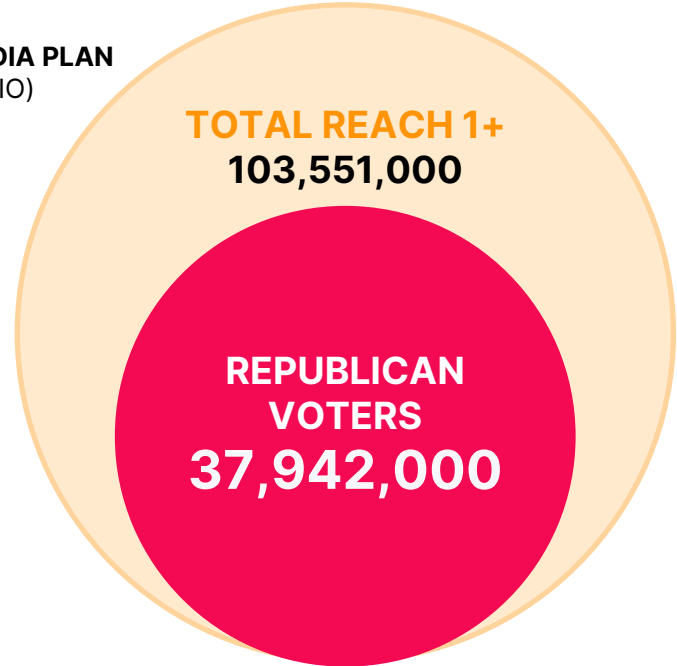 DIA PLAN
IO)
TOTAL REACH 1+
103,551,000
REPUBLICAN
VOTERS
37,942,000